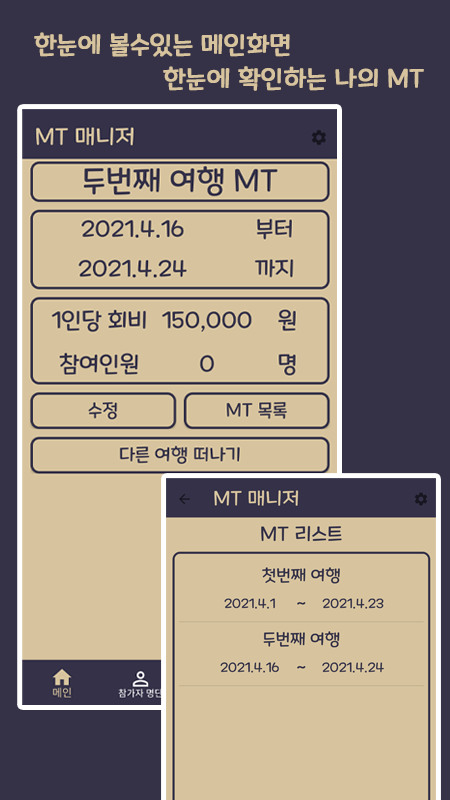 한눈에 볼수있는 메인화면
한눈에 확인하는 나의 MT
MT 매니저
두번째 여행 MT
2021.4.16 부터
2021.4.24 까지
1인당 회비 150,000 원
참여인원 0 명
수정 MT 목록
다른 여행 떠나기
메인 참가자 명단
MT 매니저
MT 리스트
첫번째 여행
2021.4.1 ~ 2021.4.23
두번째 여행
2021.4.16 ~ 2021.4.24